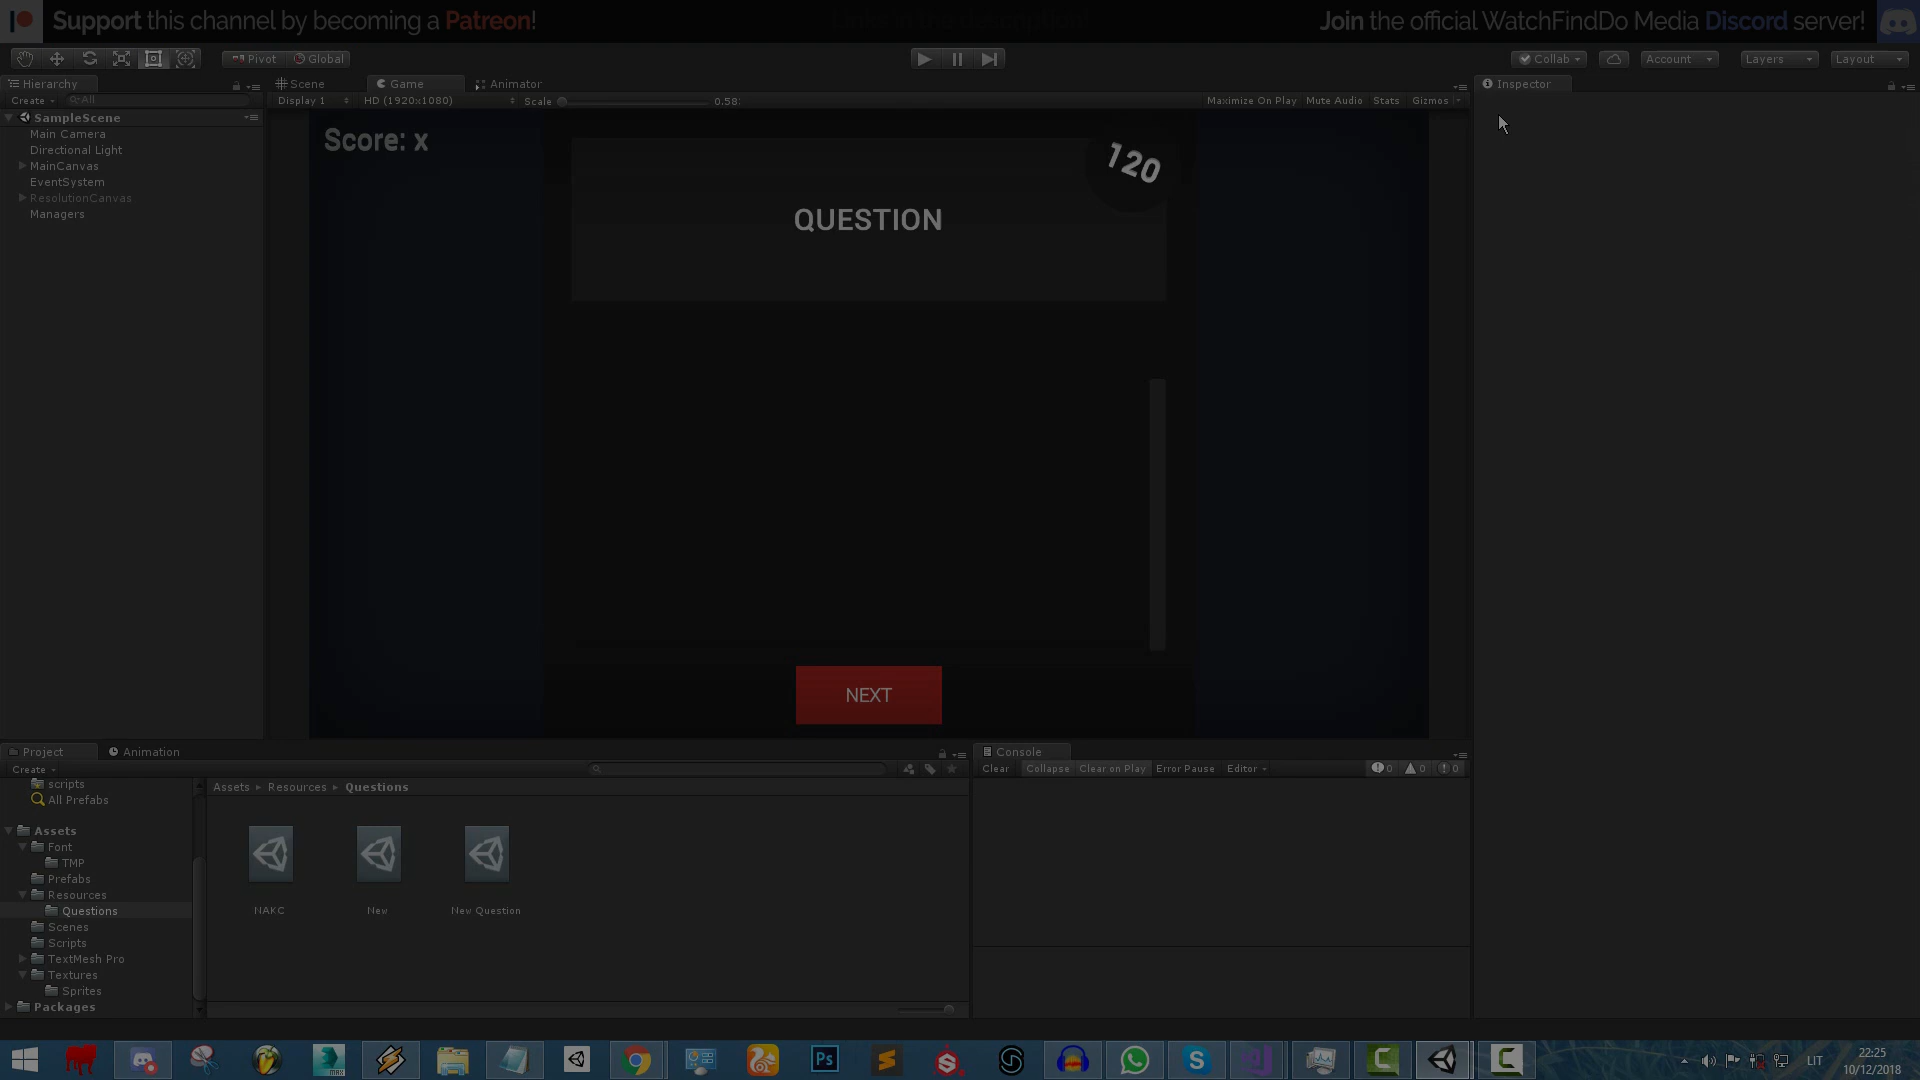 Support this channel by becoming a Patreon!
Join the official WatchFindDo Media Discord server!
Pivot
Global
Collab
Account
Layers
Layout
Hierarchy
Scene
Game
Animator
Inspector
Create
All
Display 1
HD (1920x1080)
Scale
0.58:
Maximize On Play
Mute Audio
Stats
Gizmos
SampleScene
Main Camera
Directional Light
MainCanvas
EventSystem
ResolutionCanvas
Managers
Score: x
120
QUESTION
NEXT
Project
Animation
Console
Create
Clear
Collapse
Clear on Play
Error Pause
Editor
0
0
0
scripts
All Prefabs
Assets
Font
TMP
Prefabs
Resources
Questions
Scenes
Scripts
TextMesh Pro
Textures
Sprites
Packages
Assets
Resources
Questions
NAKC
New
New Question
MAX
Ps
LIT
22:25
10/12/2018